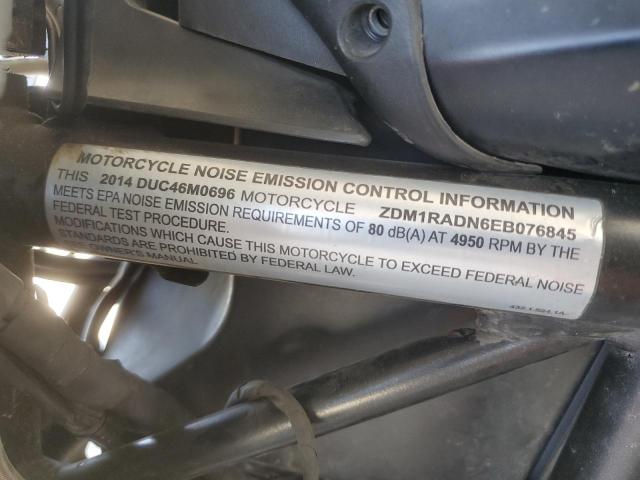 MOTORCYCLE NOISE EMISSION CONTROL INFORMATION
THIS 2014 DUC46M0696 MOTORCYCLE ZDM1RADN6EB076845
MEETS EPA NOISE EMISSION REQUIREMENTS OF 80 dB(A) AT 4950 RPM BY THE
FEDERAL TEST PROCEDURE.
MODIFICATIONS WHICH CAUSE THIS MOTORCYCLE TO EXCEED FEDERAL NOISE
STANDARDS ARE PROHIBITED BY FEDERAL LAW.
OWNER'S MANUAL.